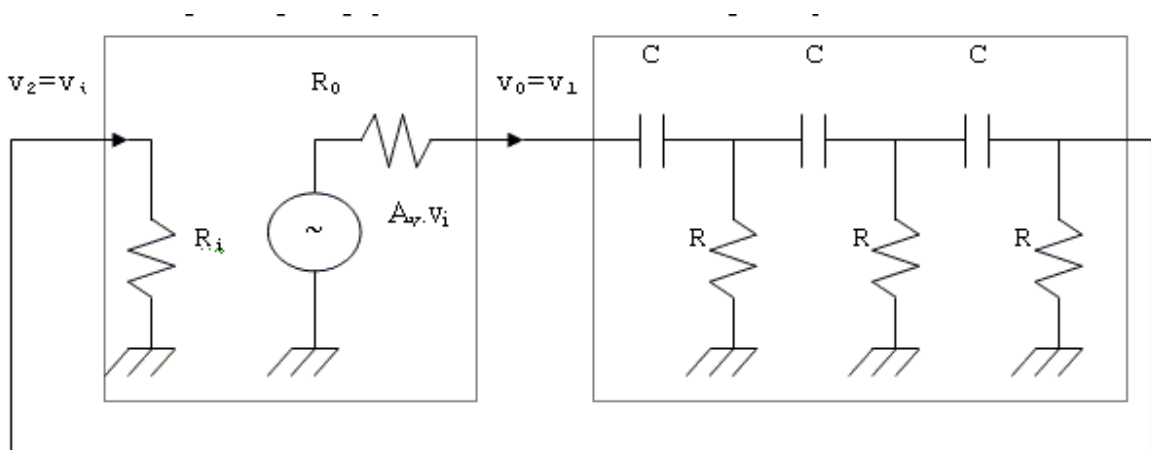 C C C
v₂=vᵢ R₀ v₀=v₁
Aᵥ.vᵢ
~
Rᵢ R R R